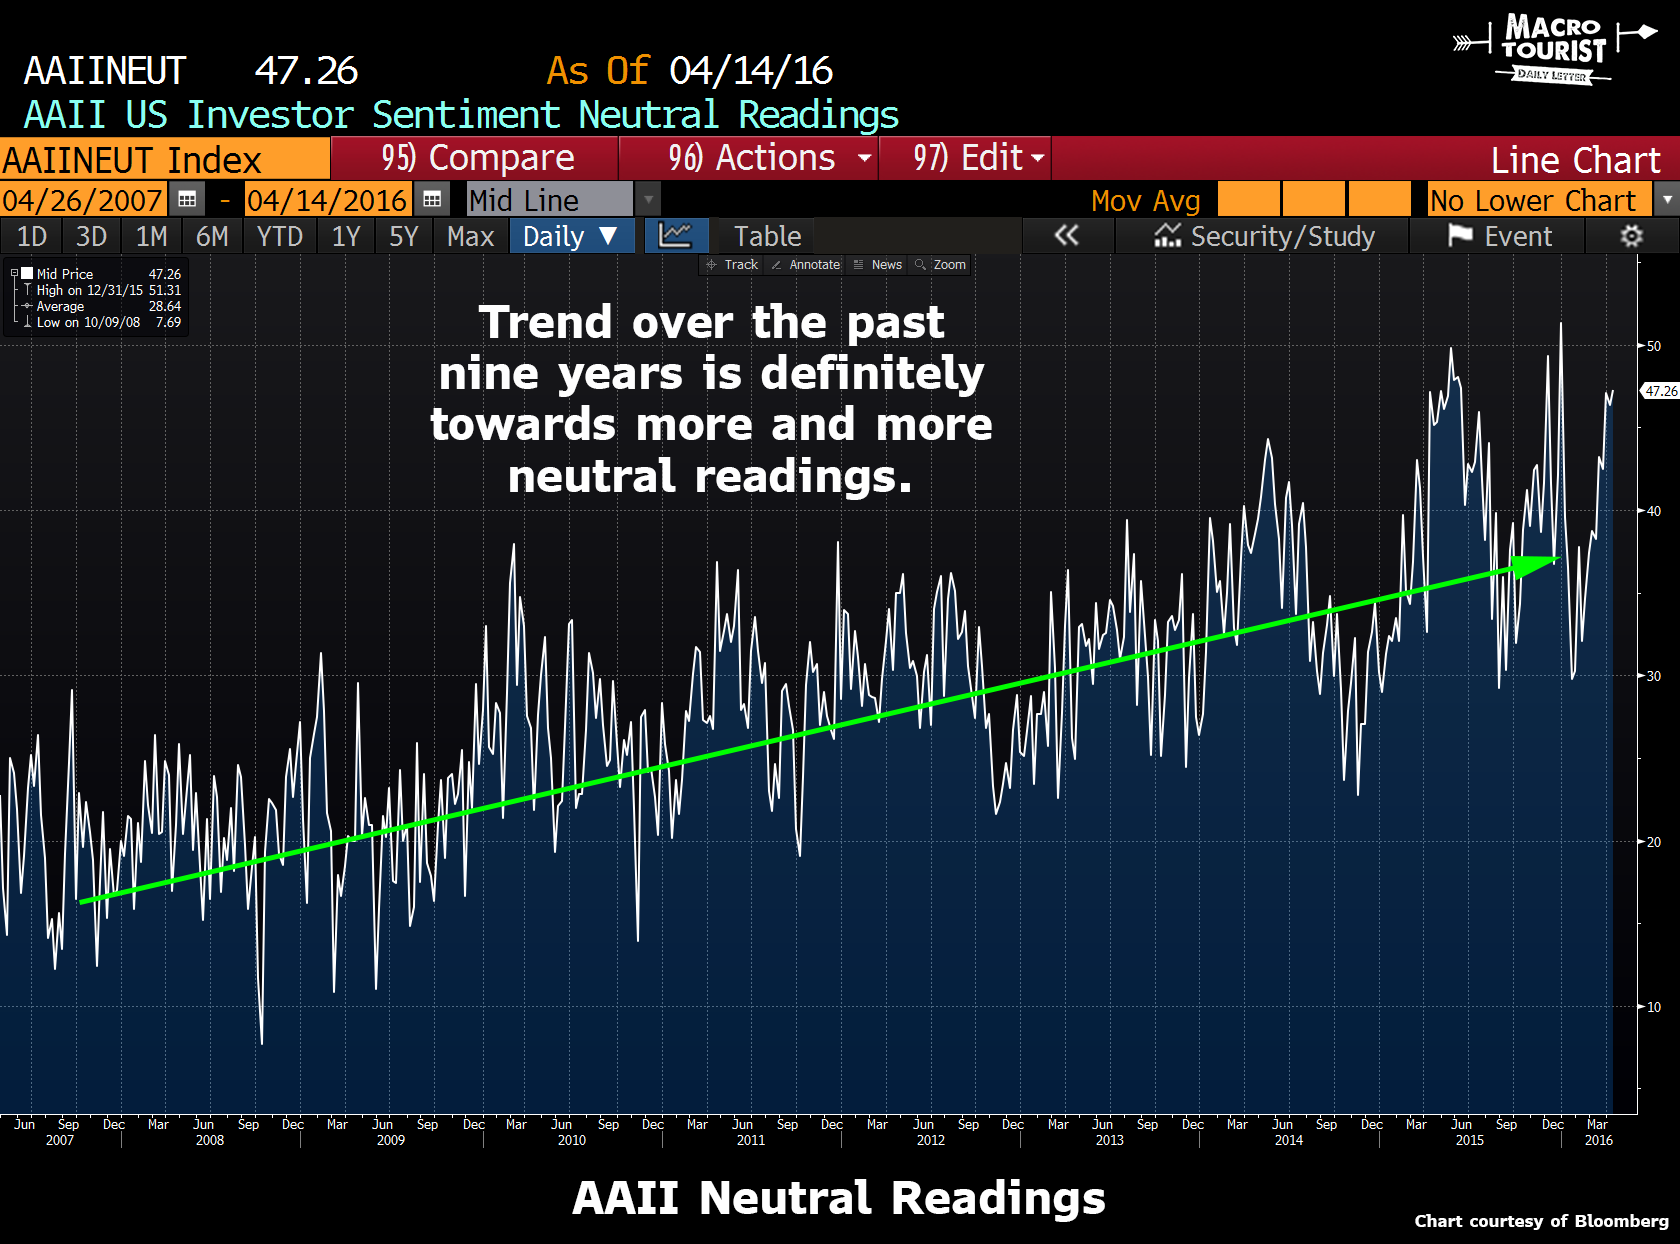 MACRO
TOURIST
DAILY LETTER
AAIINEUT 47.26 As Of 04/14/16
AAII US Investor Sentiment Neutral Readings
AAIINEUT Index 95) Compare 96) Actions 97) Edit Line Chart
04/26/2007 - 04/14/2016 Mid Line Mov Avg No Lower Chart
1D 3D 1M 6M YTD 1Y 5Y Max Daily ▼ Table « Security/Study Event
Track Annotate News Zoom
Mid Price 47.26
High on 12/31/15 51.31
Average 28.64
Low on 10/09/08 7.69
Trend over the past
nine years is definitely
towards more and more
neutral readings.
50
47.26
40
30
20
10
Jun Sep Dec Mar Jun Sep Dec Mar Jun Sep Dec Mar Jun Sep Dec Mar Jun Sep Dec Mar Jun Sep Dec Mar Jun Sep Dec Mar Jun Sep Dec Mar Jun Sep Dec Mar
2007 2008 2009 2010 2011 2012 2013 2014 2015 2016
AAII Neutral Readings
Chart courtesy of Bloomberg